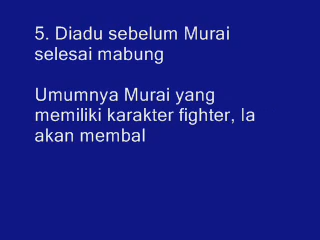 5. Diadu sebelum Murai
selesai mabung
Umumnya Murai yang
memiliki karakter fighter, Ia
akan membal